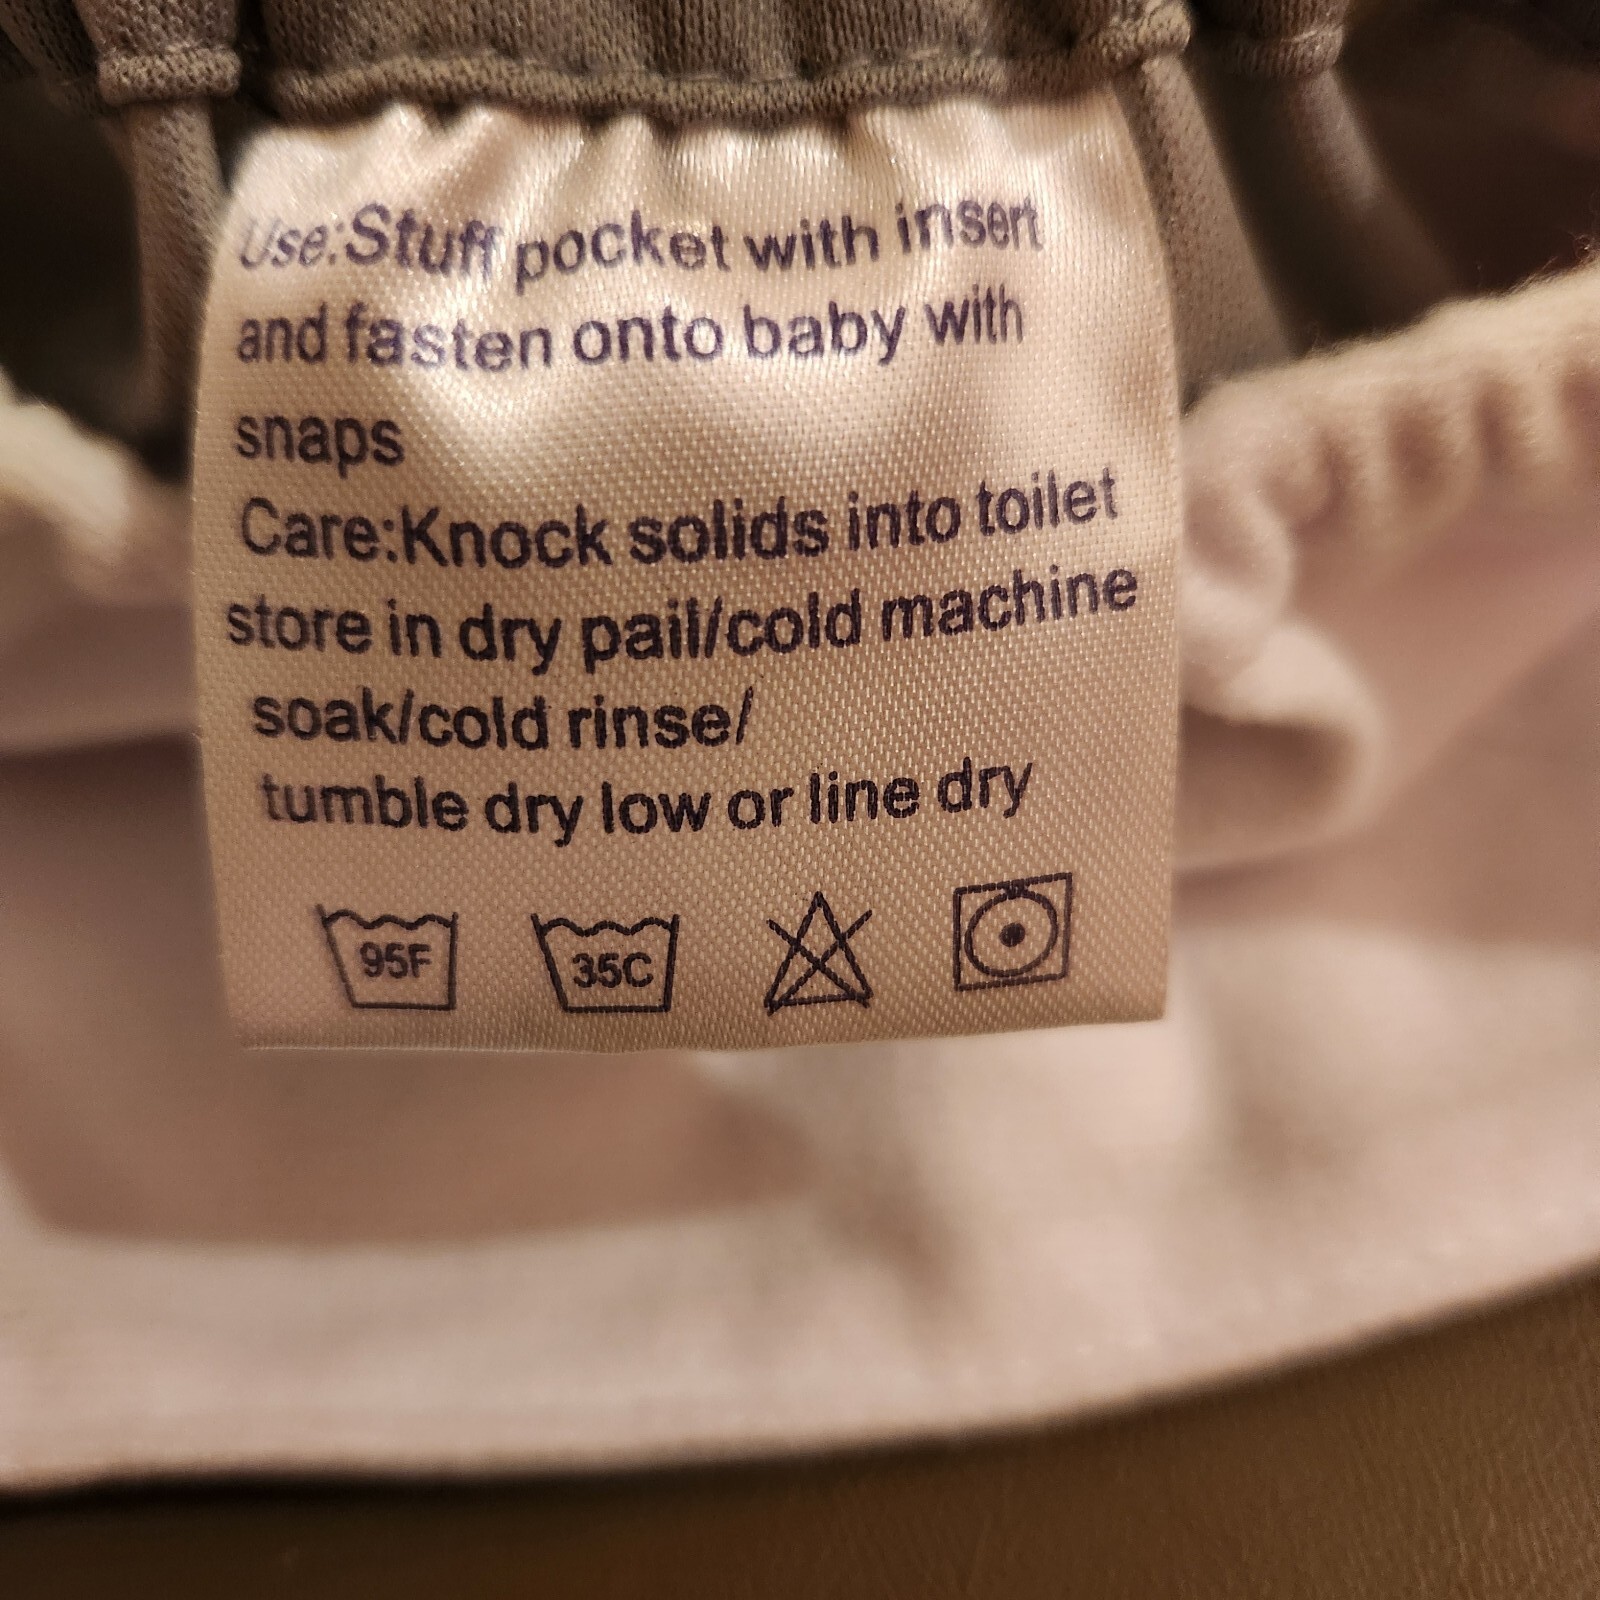 Use:Stuff pocket with insert
and fasten onto baby with
snaps
Care:Knock solids into toilet
store in dry pail/cold machine
soak/cold rinse/
tumble dry low or line dry
95F 35C